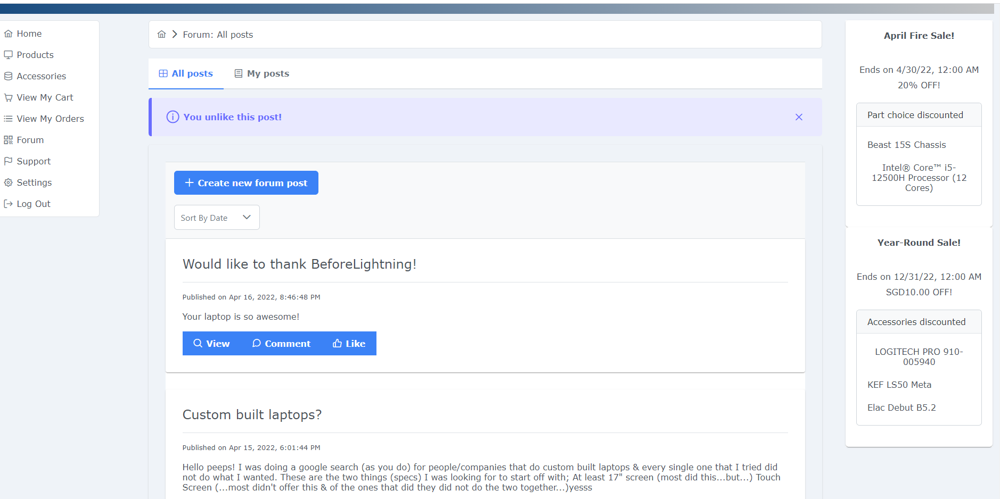 Home
Products
Accessories
View My Cart
View My Orders
Forum
Support
Settings
Log Out
Forum: All posts
All posts
My posts
You unlike this post!
Create new forum post
Sort By Date
Would like to thank BeforeLightning!
Published on Apr 16, 2022, 8:46:48 PM
Your laptop is so awesome!
View
Comment
Like
Custom built laptops?
Published on Apr 15, 2022, 6:01:44 PM
Hello peeps! I was doing a google search (as you do) for people/companies that do custom built laptops & every single one that I tried did
not do what I wanted. These are the two things (specs) I was looking for to start off with; At least 17" screen (most did this...but...) Touch
Screen (...most didn't offer this & of the ones that did they did not do the two together...)yesss
April Fire Sale!
Ends on 4/30/22, 12:00 AM
20% OFF!
Part choice discounted
Beast 15S Chassis
Intel® Core™ i5-
12500H Processor (12
Cores)
Year-Round Sale!
Ends on 12/31/22, 12:00 AM
SGD10.00 OFF!
Accessories discounted
LOGITECH PRO 910-
005940
KEF LS50 Meta
Elac Debut B5.2